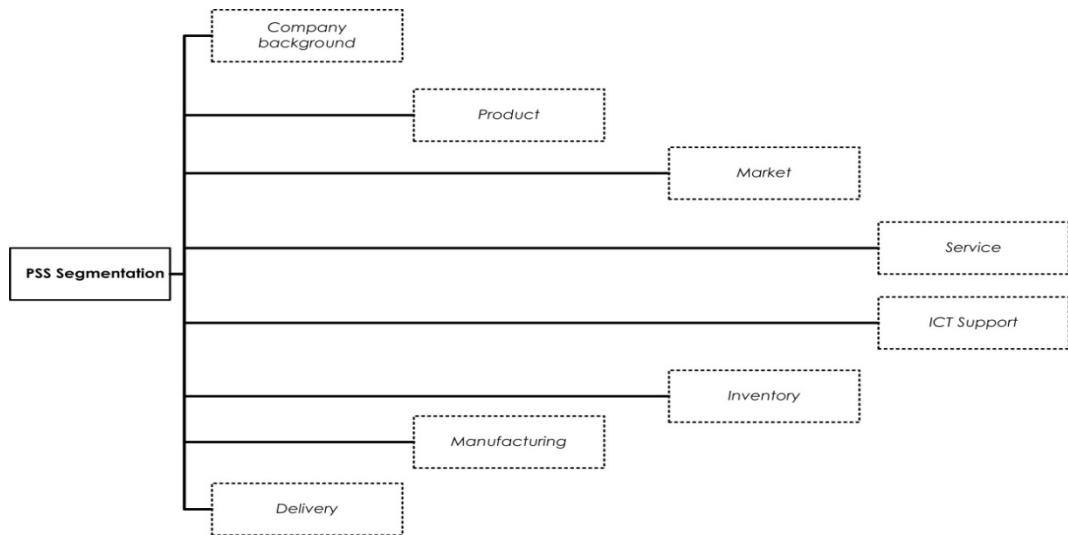 Company
background
Product
Market
Service
PSS Segmentation
ICT Support
Inventory
Manufacturing
Delivery